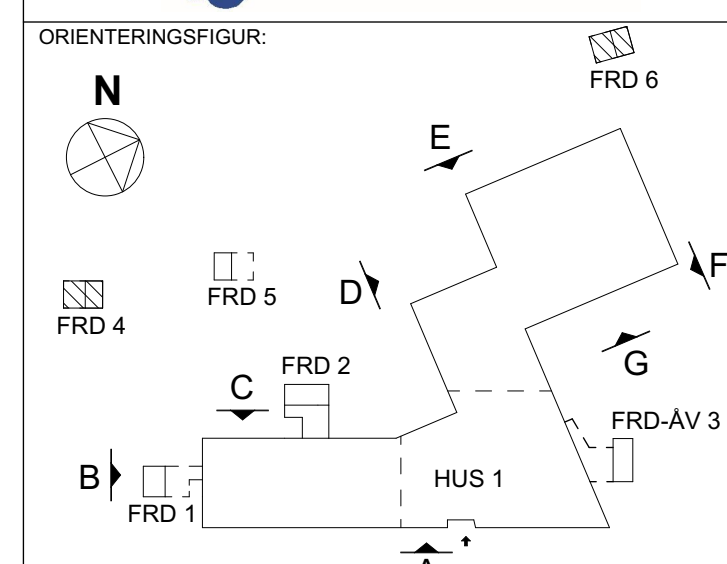 ORIENTERINGSFIGUR:
FRD 6
N
E
F
D
FRD 5
FRD 4
G
FRD 2
C
FRD-ÅV 3
B
HUS 1
FRD 1
A